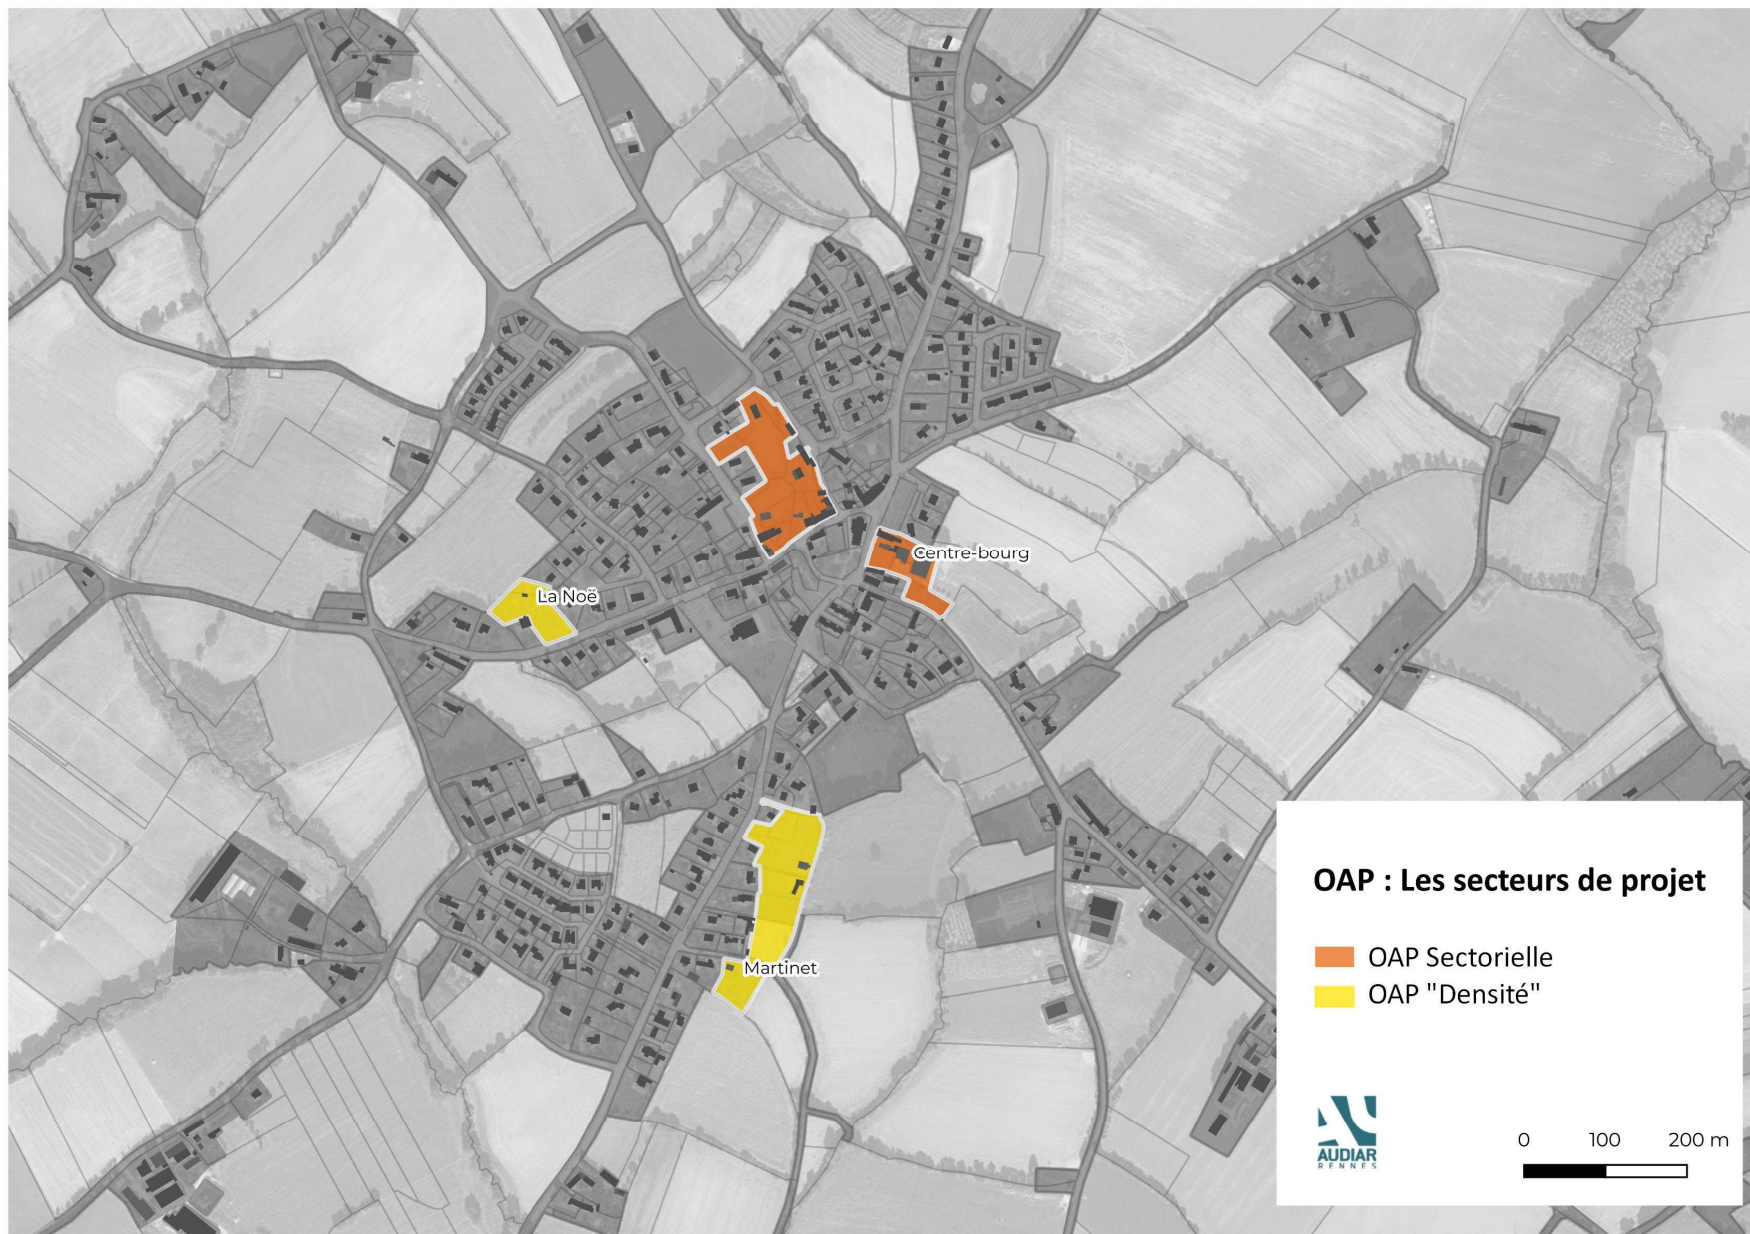 Centre-bourg
La Noë
Martinet
OAP : Les secteurs de projet
OAP Sectorielle
OAP "Densité"
AUDIAR
RENNES
0 100 200 m